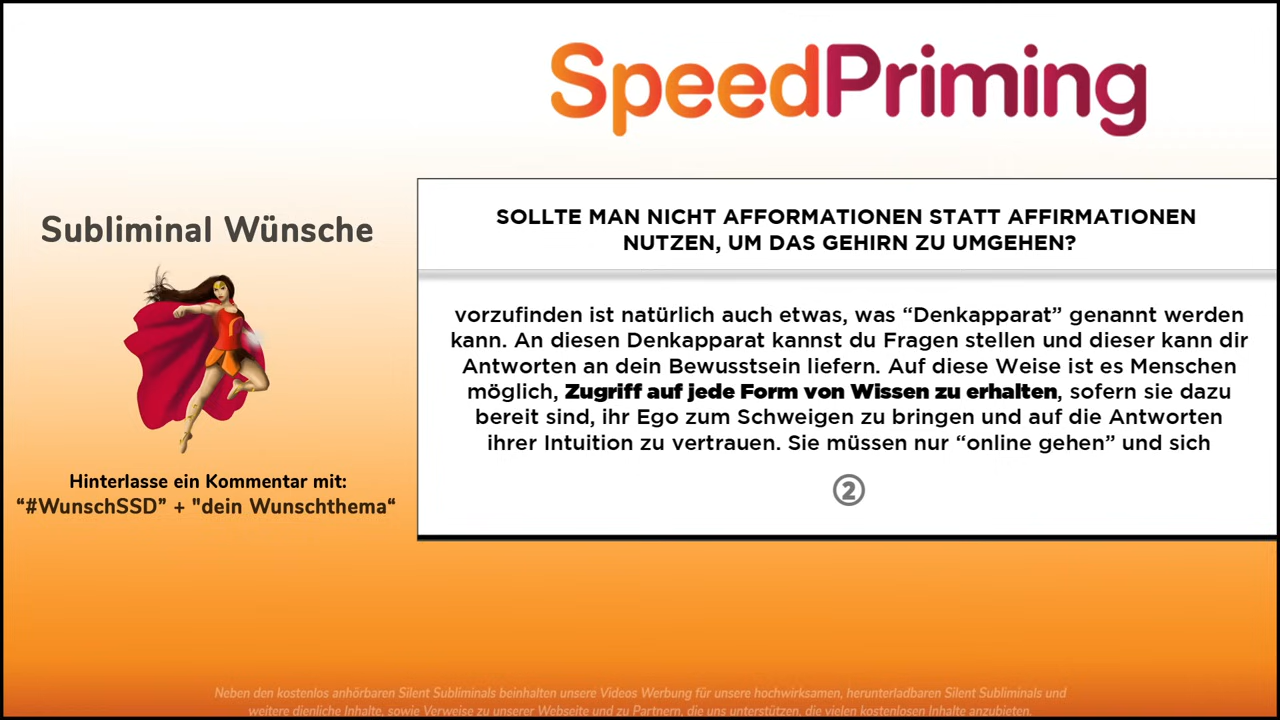 SpeedPriming
Subliminal Wünsche
Hinterlasse ein Kommentar mit:
“#WunschSSD” + "dein Wunschthema“
SOLLTE MAN NICHT AFFORMATIONEN STATT AFFIRMATIONEN
NUTZEN, UM DAS GEHIRN ZU UMGEHEN?
vorzufinden ist natürlich auch etwas, was “Denkapparat” genannt werden
kann. An diesen Denkapparat kannst du Fragen stellen und dieser kann dir
Antworten an dein Bewusstsein liefern. Auf diese Weise ist es Menschen
möglich, Zugriff auf jede Form von Wissen zu erhalten, sofern sie dazu
bereit sind, ihr Ego zum Schweigen zu bringen und auf die Antworten
ihrer Intuition zu vertrauen. Sie müssen nur “online gehen” und sich
②
Neben den kostenlos anhörbaren Silent Subliminals beinhalten unsere Videos Werbung für unsere hochwirksamen, herunterladbaren Silent Subliminals und
weitere dienliche Inhalte, sowie Verweise zu unserer Webseite und zu Partnern, die uns unterstützen, die vielen kostenlosen Inhalte anzubieten.